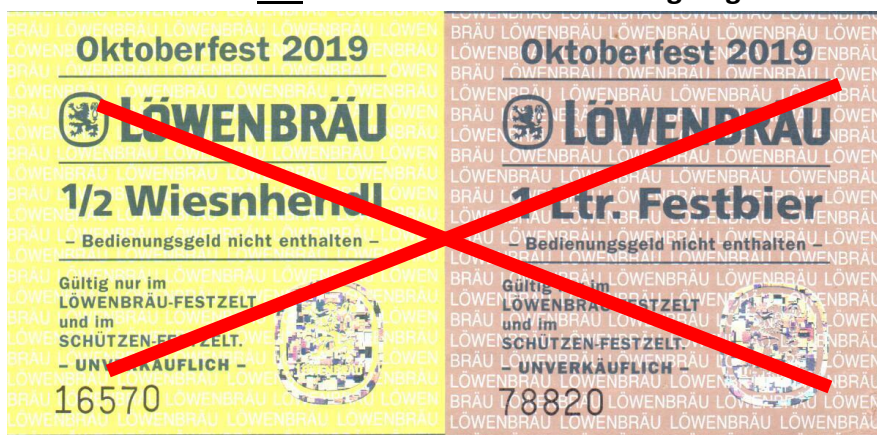 Oktoberfest 2019
LÖWENBRÄU
1/2 Wiesnhendl
– Bedienungsgeld nicht enthalten –
Gültig nur im
LÖWENBRÄU-FESTZELT
und im
SCHÜTZEN-FESTZELT.
– UNVERKÄUFLICH –
16570
Oktoberfest 2019
LÖWENBRÄU
1 Ltr. Festbier
– Bedienungsgeld nicht enthalten –
Gültig nur im
LÖWENBRÄU-FESTZELT
und im
SCHÜTZEN-FESTZELT.
– UNVERKÄUFLICH –
78820